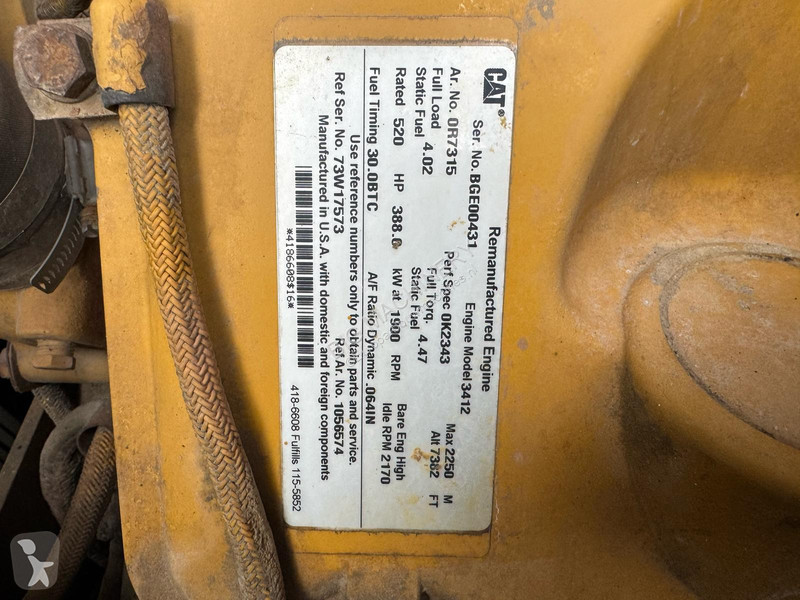 CAT®
Remanufactured Engine
Ser. No. BGE00431 Engine Model 3412 Max 2250 M
Ar. No. 0R7315 Perf Spec 0K2343 Alt 7382 FT
Full Load 4.02 Full Torq. 4.47
Static Fuel Static Fuel
Rated 520 HP 388.0 kW at 1900 RPM Bare Eng High
Idle RPM 2170
Fuel Timing 30.0BTC A/F Ratio Dynamic .064IN
Use reference numbers only to obtain parts and service.
Ref Ser. No. 73W17573 Ref Ar. No. 1056574
Manufactured in U.S.A. with domestic and foreign components
*4186608$16*
418-6608 Fulfills 115-5852